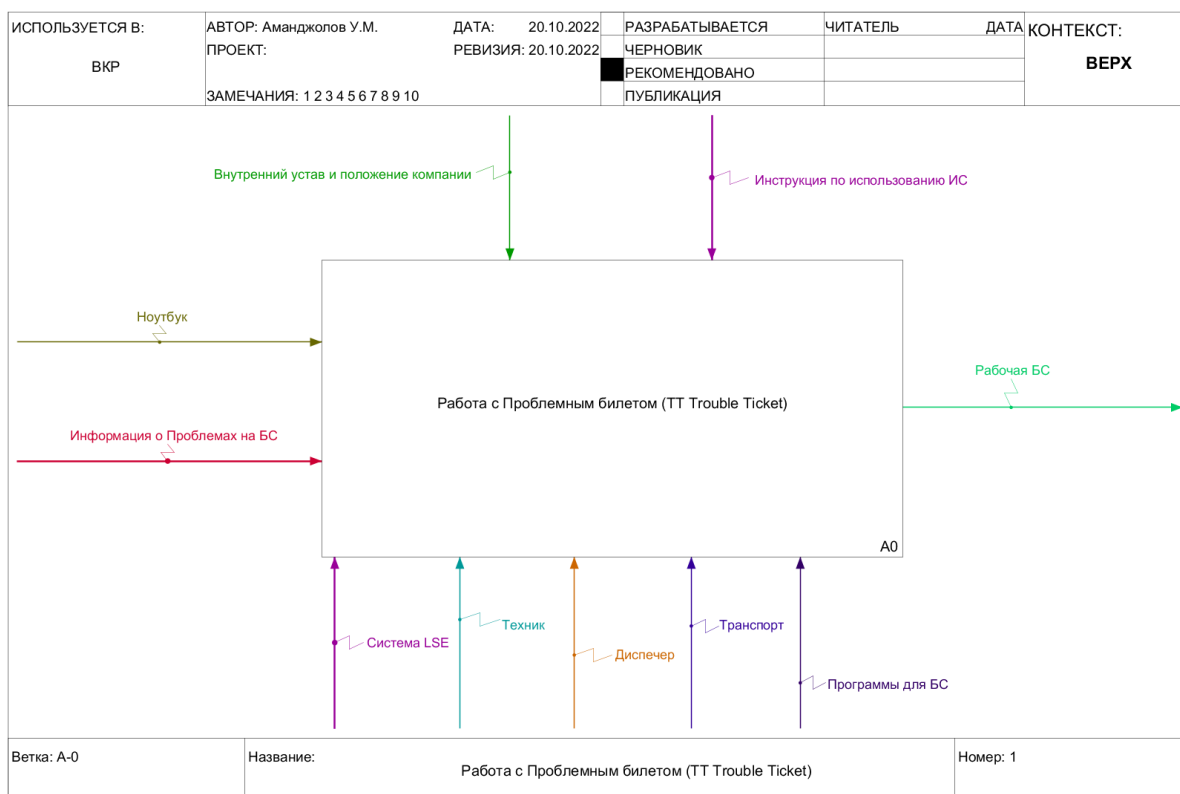 ИСПОЛЬЗУЕТСЯ В:
ВКР
АВТОР: Аманджолов У.М.
ДАТА: 20.10.2022
ПРОЕКТ:
РЕВИЗИЯ: 20.10.2022
ЗАМЕЧАНИЯ: 1 2 3 4 5 6 7 8 9 10
РАЗРАБАТЫВАЕТСЯ
ЧЕРНОВИК
РЕКОМЕНДОВАНО
ПУБЛИКАЦИЯ
ЧИТАТЕЛЬ
ДАТА
КОНТЕКСТ:
ВЕРХ
Внутренний устав и положение компании
Инструкция по использованию ИС
Ноутбук
Информация о Проблемах на БС
Работа с Проблемным билетом (TT Trouble Ticket)
A0
Рабочая БС
Система LSE
Техник
Диспечер
Транспорт
Программы для БС
Ветка: A-0
Название:
Работа с Проблемным билетом (TT Trouble Ticket)
Номер: 1